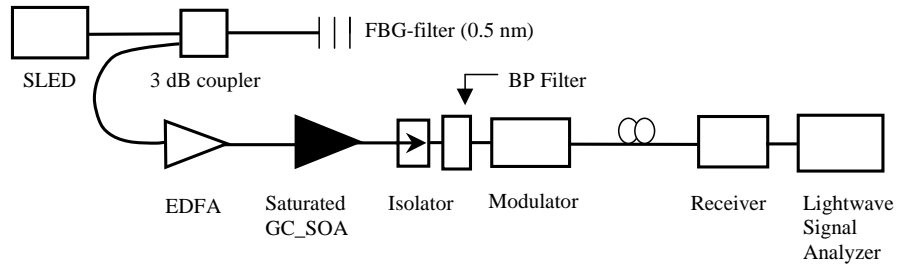 FBG-filter (0.5 nm)
SLED
3 dB coupler
BP Filter
EDFA
Saturated
GC_SOA
Isolator
Modulator
Receiver
Lightwave
Signal
Analyzer